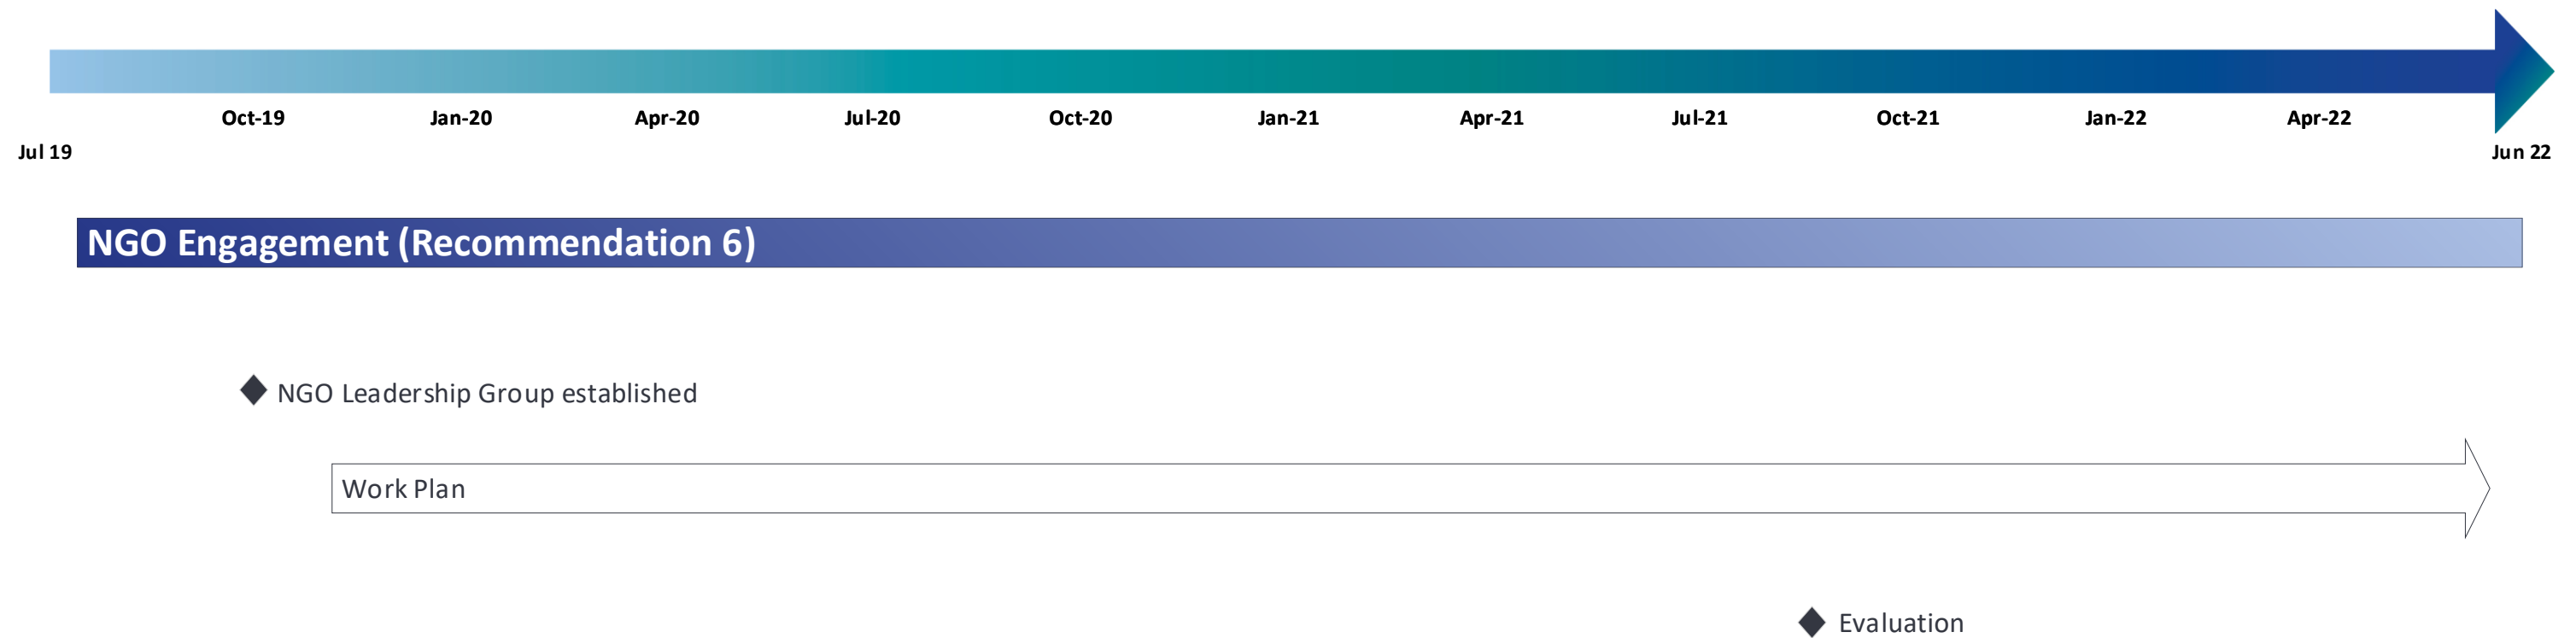 Oct-19 Jan-20 Apr-20 Jul-20 Oct-20 Jan-21 Apr-21 Jul-21 Oct-21 Jan-22 Apr-22
Jul 19 Jun 22
NGO Engagement (Recommendation 6)
NGO Leadership Group established
Work Plan
Evaluation